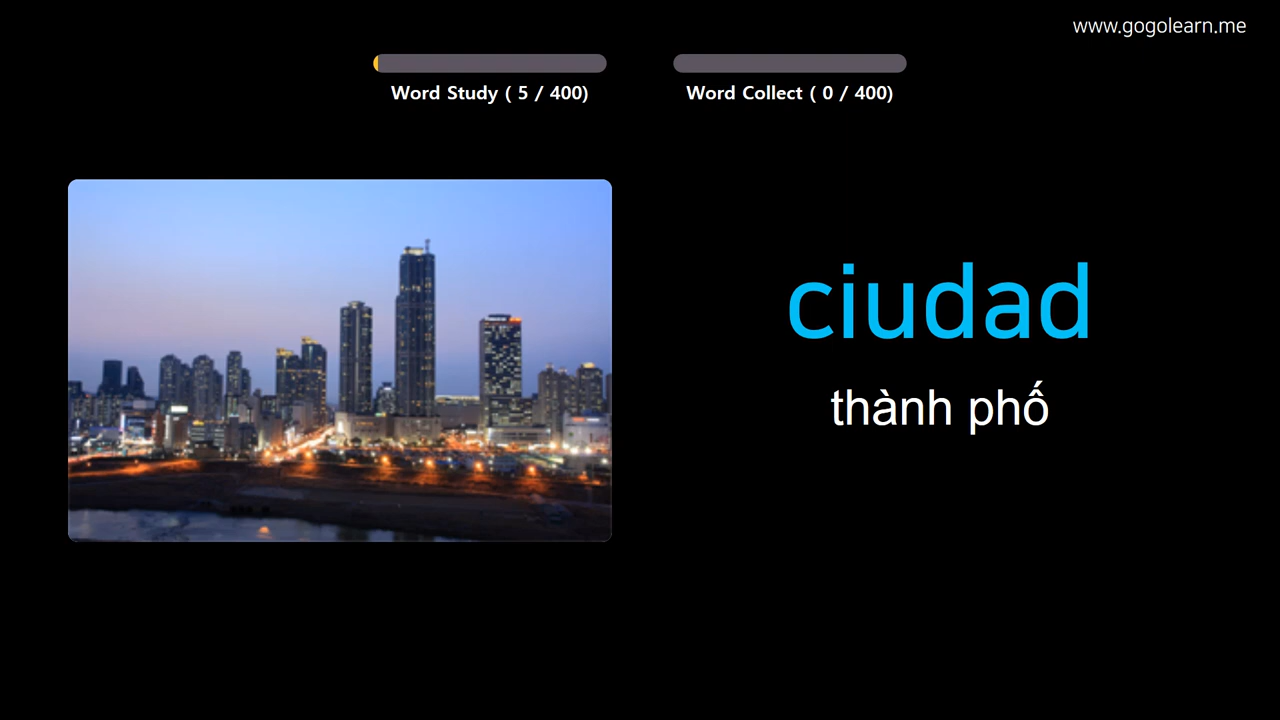 www.gogolearn.me
Word Study ( 5 / 400)
Word Collect ( 0 / 400)
ciudad
thành phố